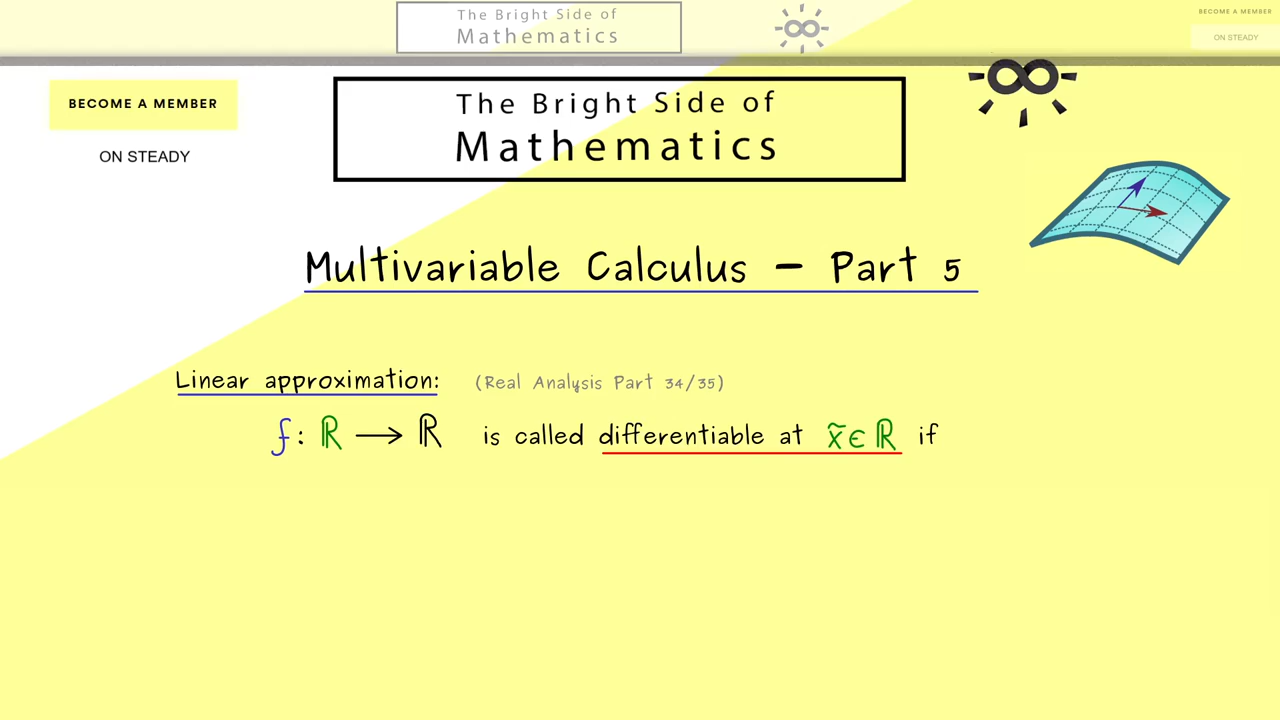 The Bright Side of
Mathematics
BECOME A MEMBER
ON STEADY
BECOME A MEMBER
ON STEADY
The Bright Side of
Mathematics
Multivariable Calculus - Part 5
Linear approximation: (Real Analysis Part 34/35)
f: ℝ ⟶ ℝ is called differentiable at x̃ ∈ ℝ if